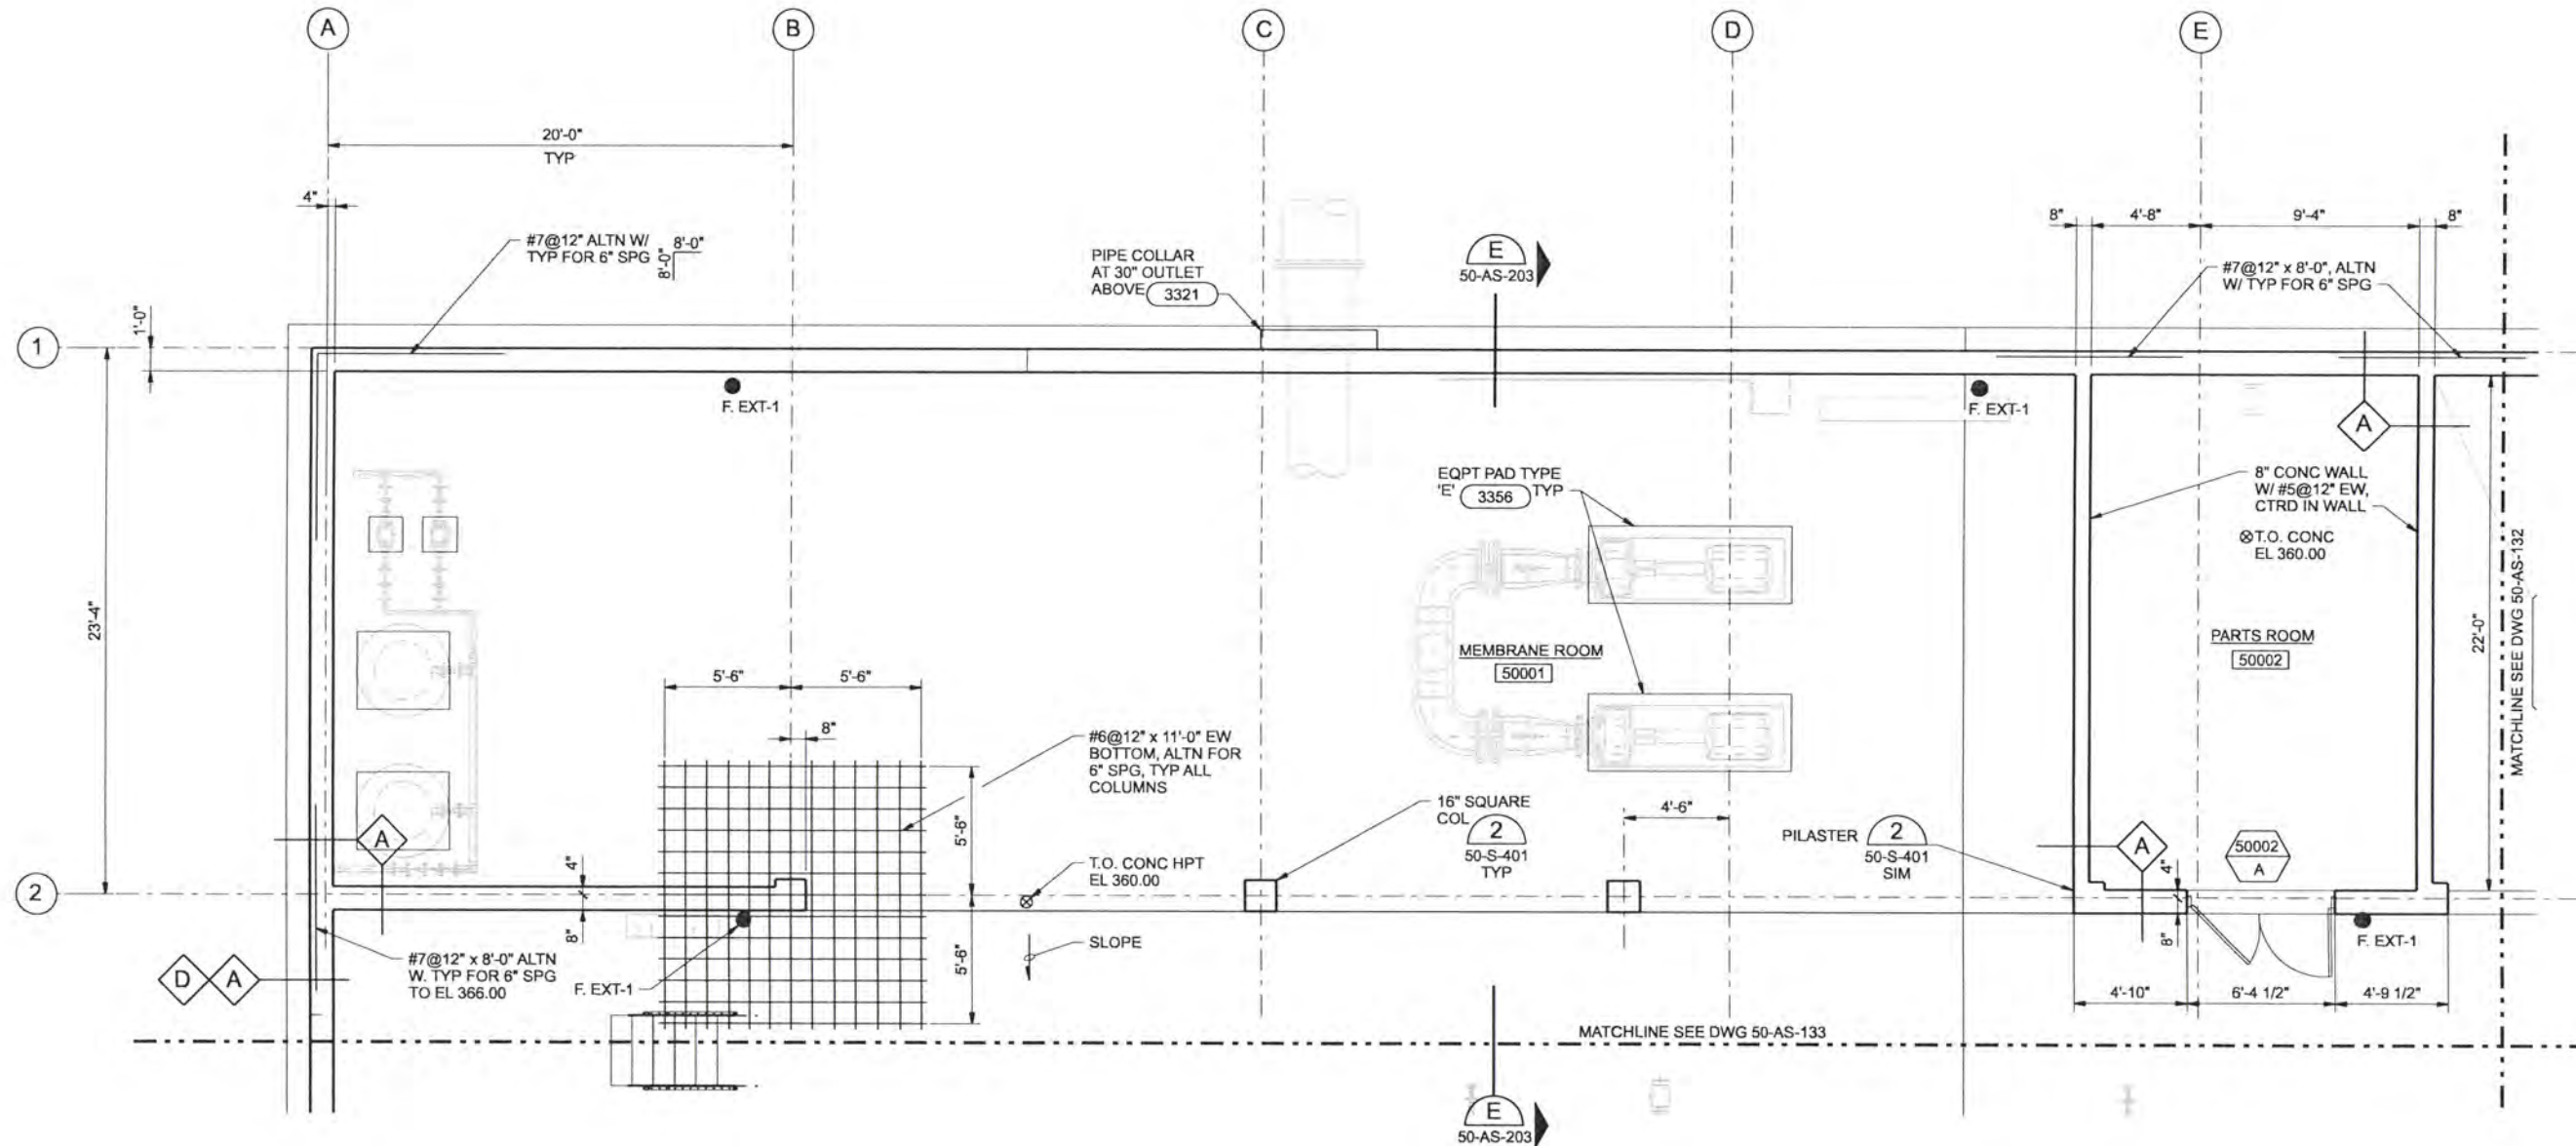 A
B
C
D
E
20'-0"
TYP
4"
#7@12" ALTN W/
TYP FOR 6" SPG
8'-0"
8'-0"
PIPE COLLAR
AT 30" OUTLET
ABOVE 3321
E
50-AS-203
8"
4'-8"
9'-4"
8"
#7@12" x 8'-0", ALTN
W/ TYP FOR 6" SPG
1'-0"
1
F. EXT-1
F. EXT-1
A
EQPT PAD TYPE
'E' 3356 TYP
8" CONC WALL
W/ #5@12" EW,
CTRD IN WALL
T.O. CONC
EL 360.00
MATCHLINE SEE DWG 50-AS-132
23'-4"
22'-0"
MEMBRANE ROOM
50001
PARTS ROOM
50002
5'-6"
5'-6"
8"
#6@12" x 11'-0" EW
BOTTOM, ALTN FOR
6" SPG, TYP ALL
COLUMNS
5'-6"
5'-6"
16" SQUARE
COL
2
50-S-401
TYP
4'-6"
PILASTER
2
50-S-401
SIM
A
50002
A
4"
8"
A
4"
8"
2
T.O. CONC HPT
EL 360.00
SLOPE
D
A
#7@12" x 8'-0" ALTN
W. TYP FOR 6" SPG
TO EL 366.00
F. EXT-1
F. EXT-1
4'-10"
6'-4 1/2"
4'-9 1/2"
MATCHLINE SEE DWG 50-AS-133
E
50-AS-203